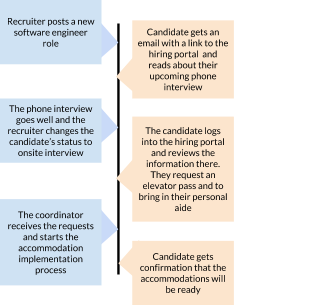 Recruiter posts a new
software engineer
role
Candidate gets an
email with a link to the
hiring portal and
reads about their
upcoming phone
interview
The phone interview
goes well and the
recruiter changes the
candidate's status to
onsite interview
The candidate logs
into the hiring portal
and reviews the
information there.
They request an
elevator pass and to
bring in their personal
aide
The coordinator
receives the requests
and starts the
accommodation
implementation
process
Candidate gets
confirmation that the
accommodations will
be ready